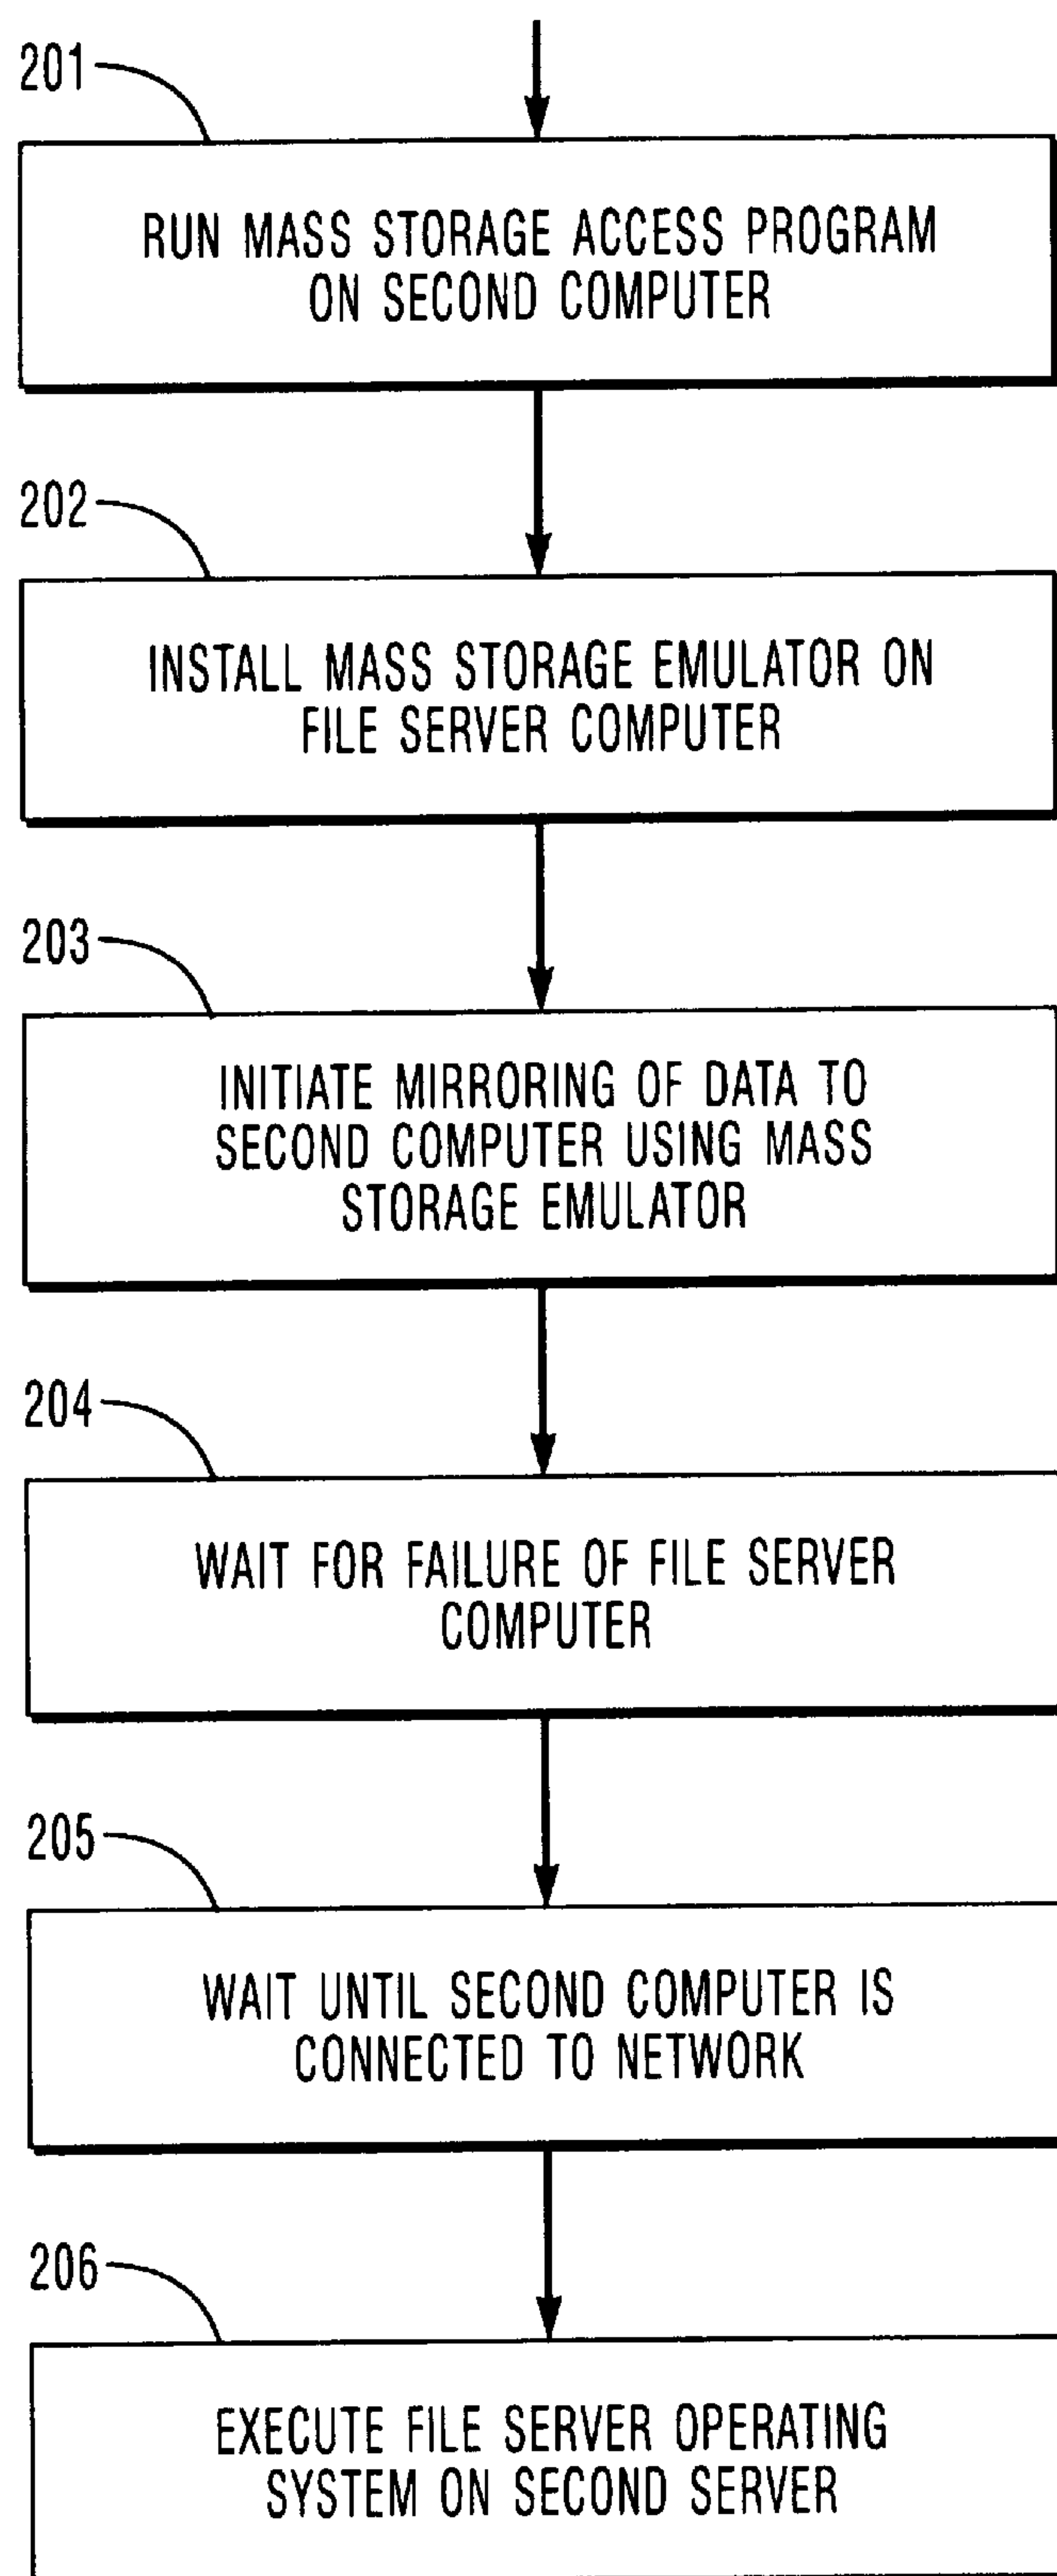 201
RUN MASS STORAGE ACCESS PROGRAM
ON SECOND COMPUTER
202
INSTALL MASS STORAGE EMULATOR ON
FILE SERVER COMPUTER
203
INITIATE MIRRORING OF DATA TO
SECOND COMPUTER USING MASS
STORAGE EMULATOR
204
WAIT FOR FAILURE OF FILE SERVER
COMPUTER
205
WAIT UNTIL SECOND COMPUTER IS
CONNECTED TO NETWORK
206
EXECUTE FILE SERVER OPERATING
SYSTEM ON SECOND SERVER